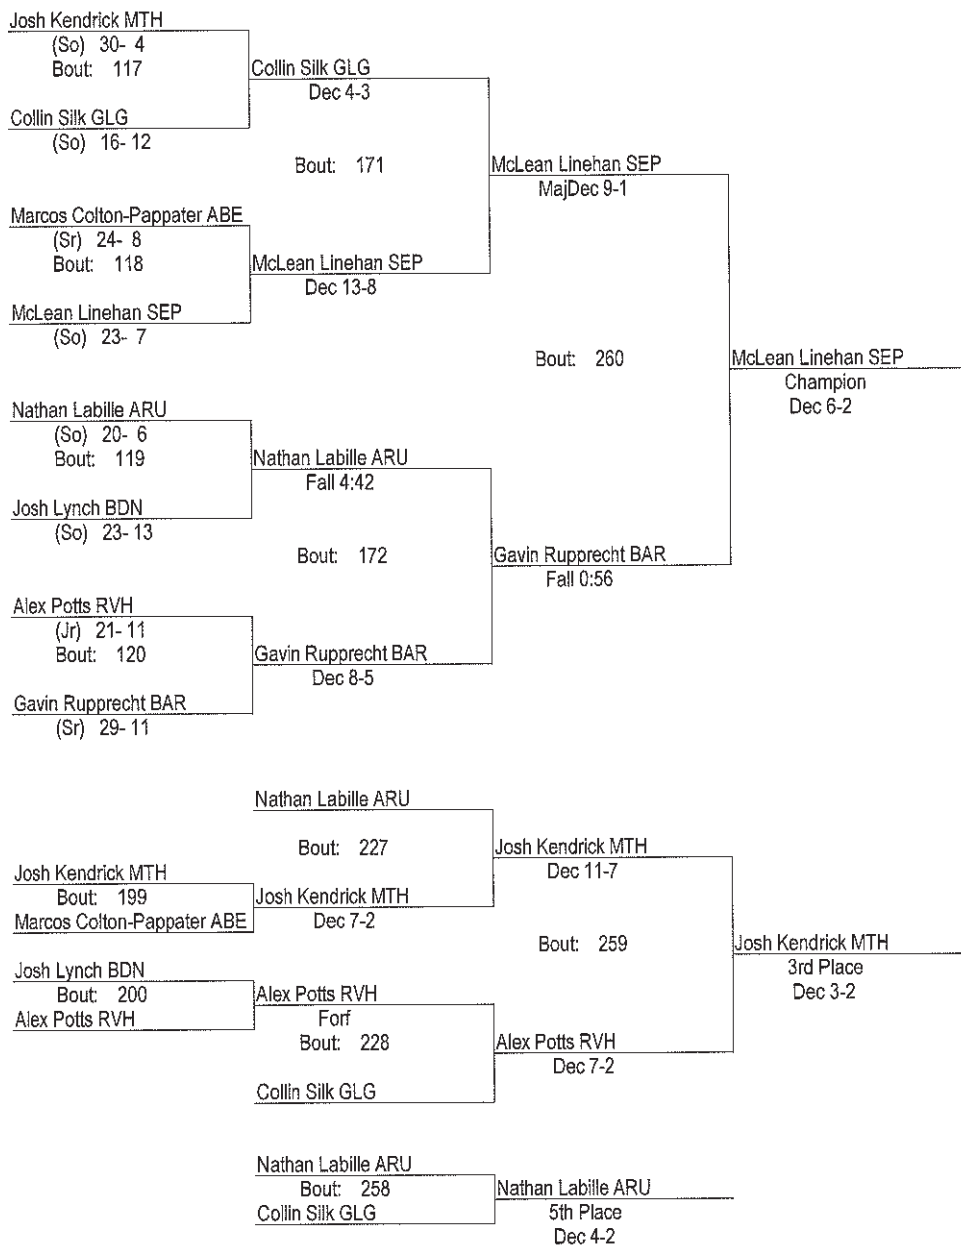 Josh Kendrick MTH
(So) 30- 4
Bout: 117
Collin Silk GLG
Dec 4-3
Collin Silk GLG
(So) 16- 12
Bout: 171
McLean Linehan SEP
MajDec 9-1
Marcos Colton-Pappater ABE
(Sr) 24- 8
Bout: 118
McLean Linehan SEP
Dec 13-8
McLean Linehan SEP
(So) 23- 7
Bout: 260
McLean Linehan SEP
Champion
Dec 6-2
Nathan Labille ARU
(So) 20- 6
Bout: 119
Nathan Labille ARU
Fall 4:42
Josh Lynch BDN
(So) 23- 13
Bout: 172
Gavin Rupprecht BAR
Fall 0:56
Alex Potts RVH
(Jr) 21- 11
Bout: 120
Gavin Rupprecht BAR
Dec 8-5
Gavin Rupprecht BAR
(Sr) 29- 11
Nathan Labille ARU
Bout: 227
Josh Kendrick MTH
Dec 11-7
Josh Kendrick MTH
Bout: 199
Josh Kendrick MTH
Dec 7-2
Marcos Colton-Pappater ABE
Bout: 259
Josh Kendrick MTH
3rd Place
Dec 3-2
Josh Lynch BDN
Bout: 200
Alex Potts RVH
Forf
Alex Potts RVH
Bout: 228
Alex Potts RVH
Dec 7-2
Collin Silk GLG
Nathan Labille ARU
Bout: 258
Nathan Labille ARU
5th Place
Dec 4-2
Collin Silk GLG